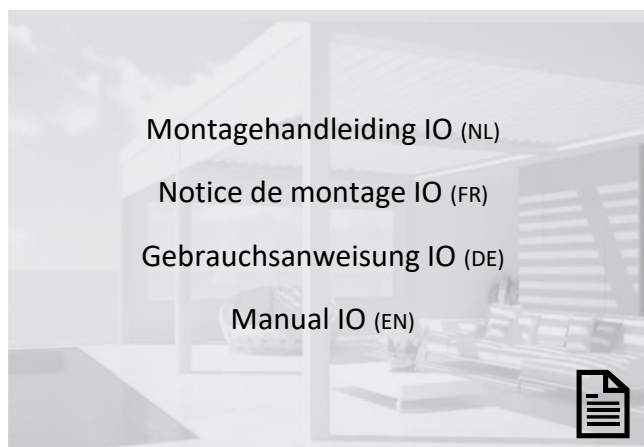 Montagehandleiding IO (NL)
Notice de montage IO (FR)
Gebrauchsanweisung IO (DE)
Manual IO (EN)